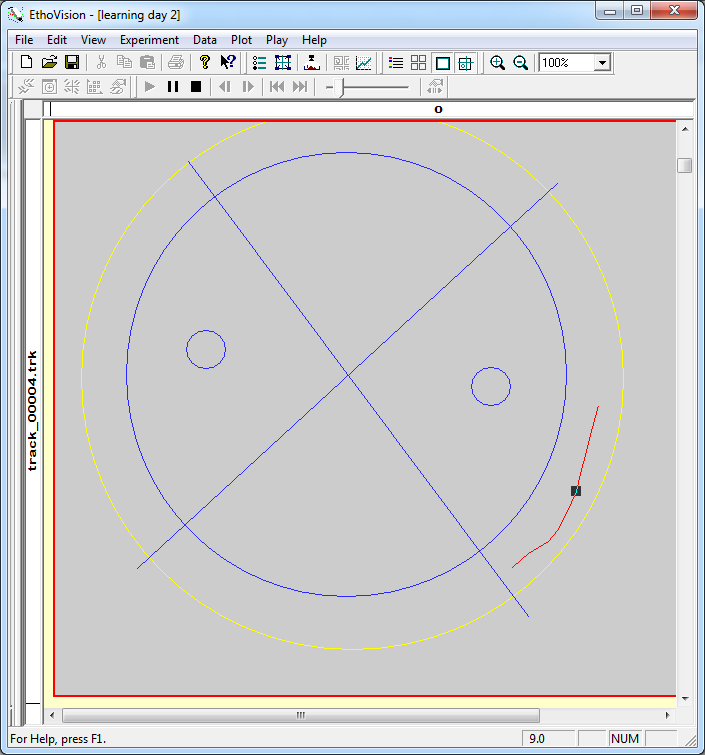 EthoVision - [learning day 2]
File Edit View Experiment Data Plot Play Help
100%
O
track_00004.trk
For Help, press F1.
9.0
NUM